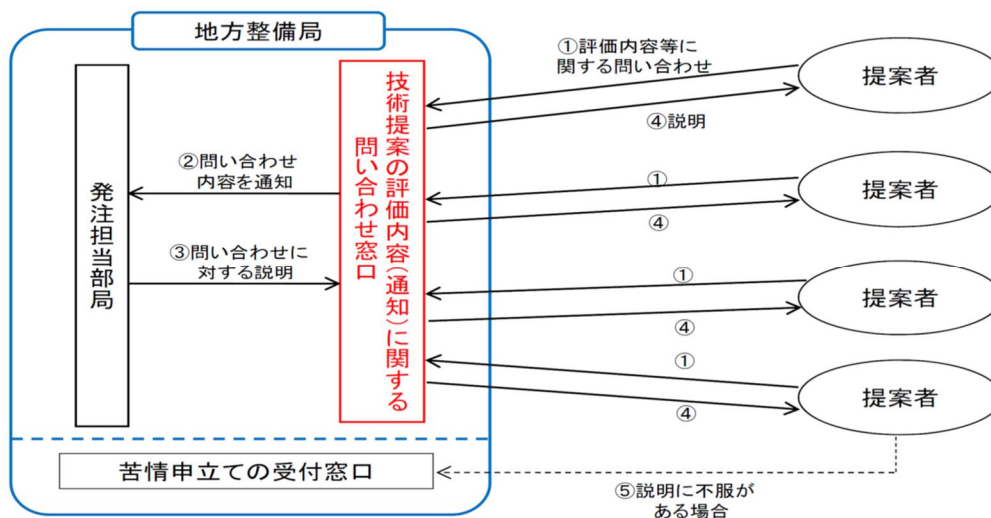 地方整備局
発注担当部局
技術提案の評価内容(通知)に関する
問い合わせ窓口
②問い合わせ
内容を通知
③問い合わせに
対する説明
①評価内容等に
関する問い合わせ
④説明
提案者
①
④
提案者
①
④
提案者
①
④
提案者
苦情申立ての受付窓口
⑤説明に不服が
ある場合